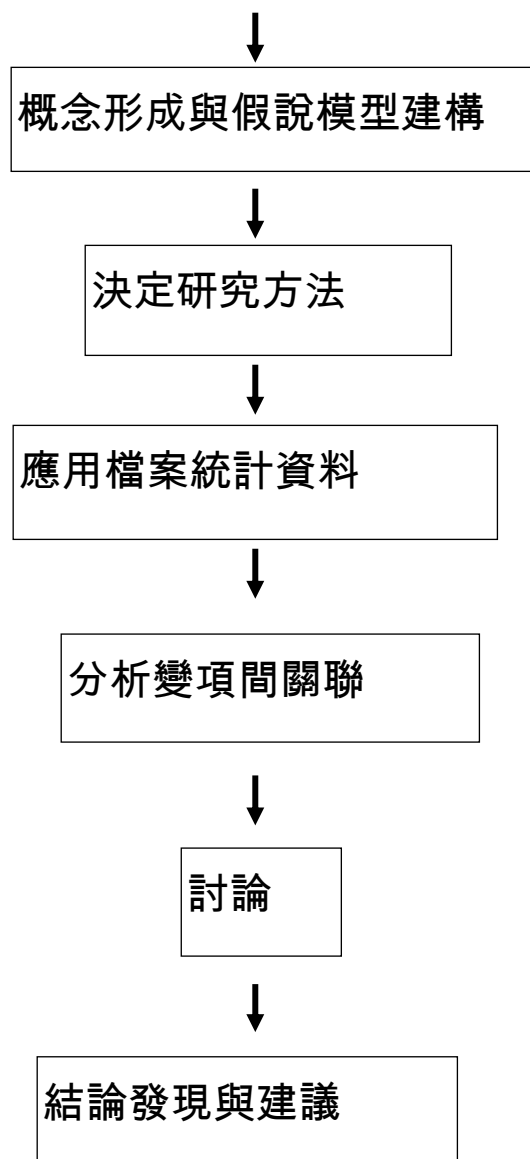 概念形成與假說模型建構
決定研究方法
應用檔案統計資料
分析變項間關聯
討論
結論發現與建議